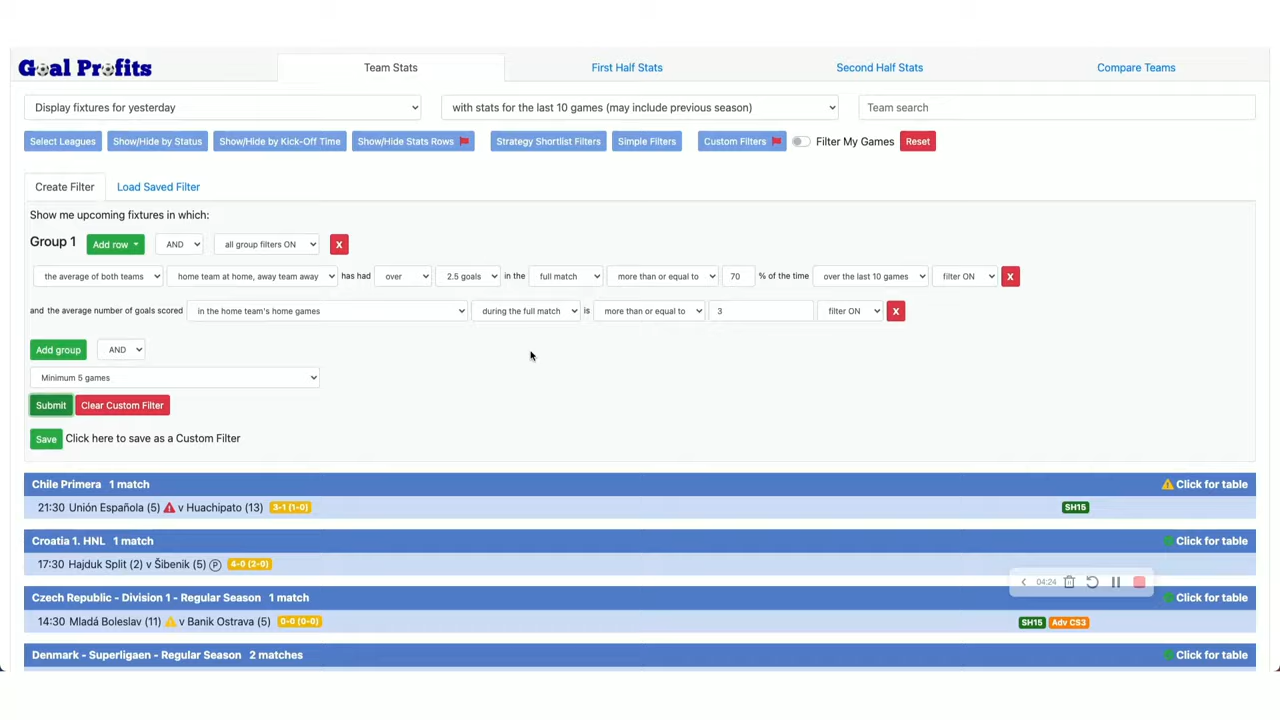 Goal Profits
Team Stats First Half Stats Second Half Stats Compare Teams
Display fixtures for yesterday with stats for the last 10 games (may include previous season) Team search
Select Leagues Show/Hide by Status Show/Hide by Kick-Off Time Show/Hide Stats Rows Strategy Shortlist Filters Simple Filters Custom Filters Filter My Games Reset
Create Filter Load Saved Filter
Show me upcoming fixtures in which:
Group 1 Add row AND all group filters ON X
the average of both teams home team at home, away team away has had over 2.5 goals in the full match more than or equal to 70 % of the time over the last 10 games filter ON X
and the average number of goals scored in the home team's home games during the full match is more than or equal to 3 filter ON X
Add group AND
Minimum 5 games
Submit Clear Custom Filter
Save Click here to save as a Custom Filter
Chile Primera 1 match Click for table
21:30 Unión Española (5) v Huachipato (13) 3-1 (1-0) SH15
Croatia 1. HNL 1 match Click for table
17:30 Hajduk Split (2) v Šibenik (5) P 4-0 (2-0)
04:24
Czech Republic - Division 1 - Regular Season 1 match Click for table
14:30 Mladá Boleslav (11) v Banik Ostrava (5) 0-0 (0-0) SH15 Adv CS3
Denmark - Superligaen - Regular Season 2 matches Click for table